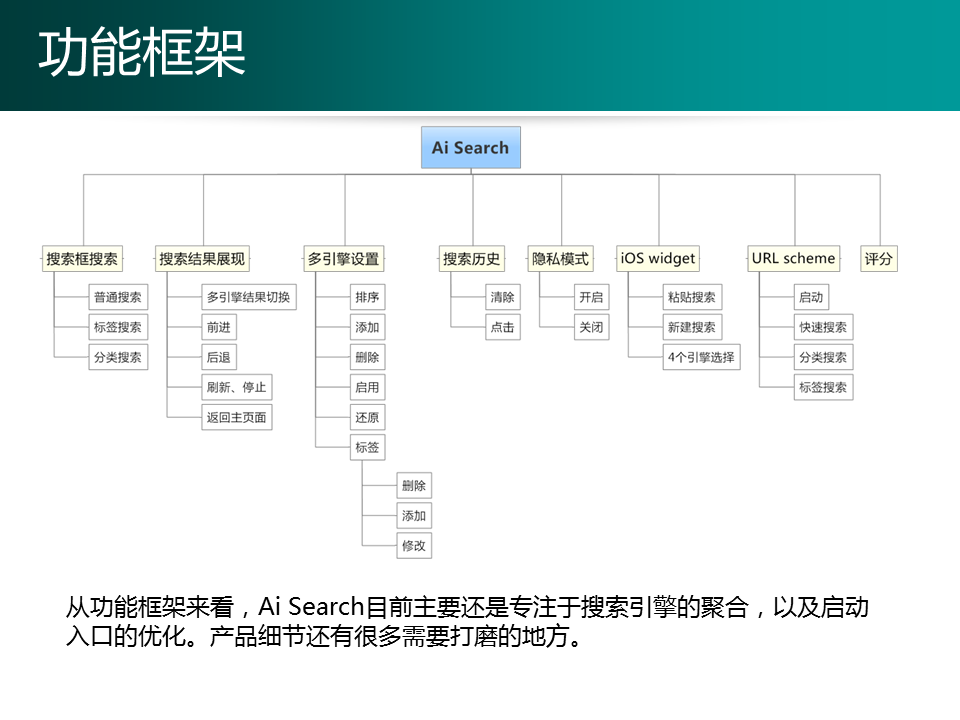 功能框架
Ai Search
搜索框搜索
普通搜索
标签搜索
分类搜索
搜索结果展现
多引擎结果切换
前进
后退
刷新、停止
返回主页面
多引擎设置
排序
添加
删除
启用
还原
标签
删除
添加
修改
搜索历史
清除
点击
隐私模式
开启
关闭
iOS widget
粘贴搜索
新建搜索
4个引擎选择
URL scheme
启动
快速搜索
分类搜索
标签搜索
评分
从功能框架来看，Ai Search目前主要还是专注于搜索引擎的聚合，以及启动
入口的优化。产品细节还有很多需要打磨的地方。